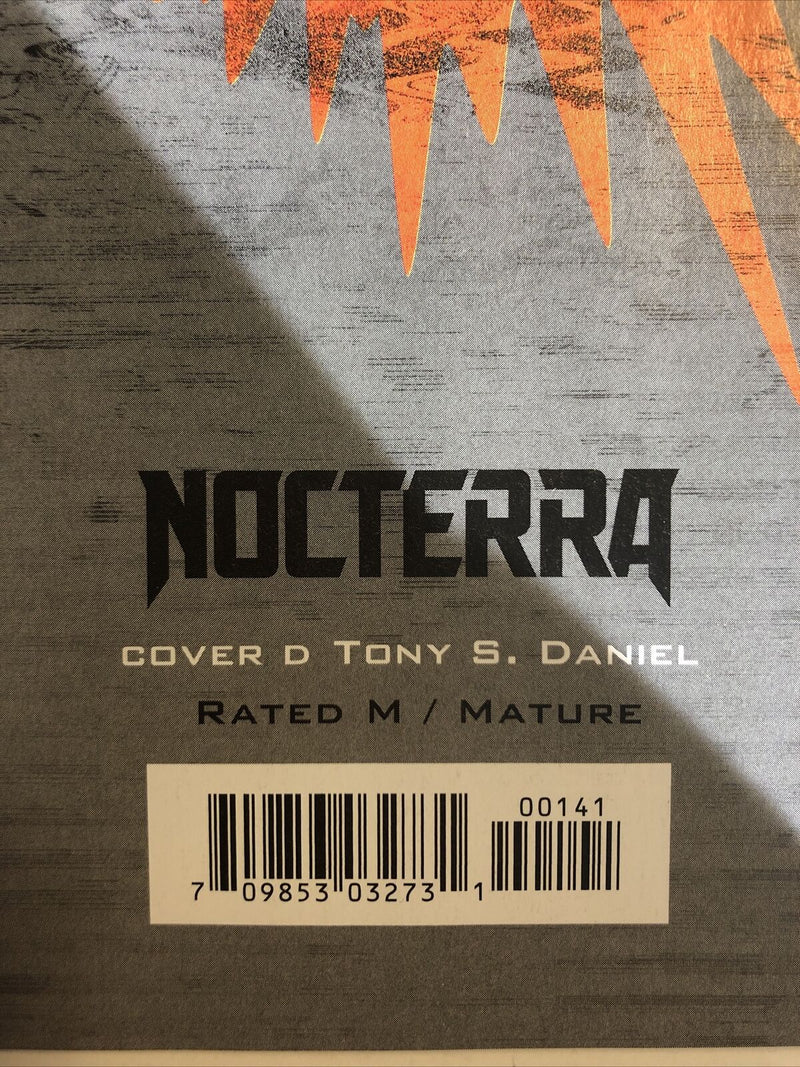 NOCTERRA
COVER D TONY S. DANIEL
RATED M / MATURE
00141
7 09853 03273 1